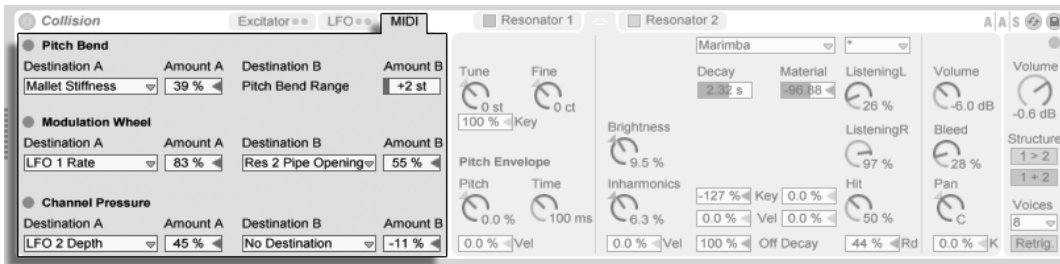 Collision Excitator LFO MIDI Resonator 1 Resonator 2 A A S
Pitch Bend
Destination A Amount A Destination B Amount B
Mallet Stiffness 39 % Pitch Bend Range +2 st
Modulation Wheel
Destination A Amount A Destination B Amount B
LFO 1 Rate 83 % Res 2 Pipe Opening 55 %
Channel Pressure
Destination A Amount A Destination B Amount B
LFO 2 Depth 45 % No Destination -11 %
Tune Fine
0 st 0 ct
100 % Key
Pitch Envelope
Pitch Time
0.0 % 100 ms
0.0 % Vel
Brightness
9.5 %
Inharmonics
6.3 %
0.0 % Vel
Marimba *
Decay Material
2.32 s -96.88
-127 % Key 0.0 %
0.0 % Vel 0.0 %
100 % Off Decay
ListeningL
26 %
ListeningR
97 %
Hit
50 %
44 % Rd
Volume
-6.0 dB
Bleed
28 %
Pan
C
0.0 % K
Volume
-0.6 dB
Structure
1 > 2
1 + 2
Voices
8
Retrig.